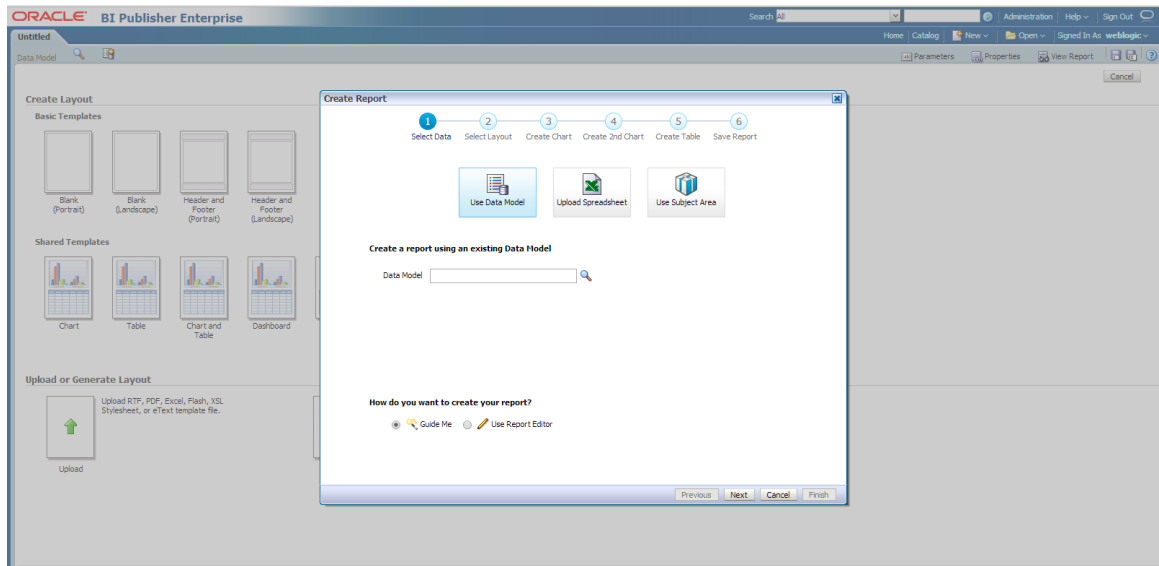 ORACLE BI Publisher Enterprise
Search All
Administration Help Sign Out
Untitled
Home Catalog New Open Signed In As weblogic
Data Model
Parameters Properties View Report
Cancel
Create Layout
Basic Templates
Blank (Portrait)
Blank (Landscape)
Header and Footer (Portrait)
Header and Footer (Landscape)
Shared Templates
Chart
Table
Chart and Table
Dashboard
Upload or Generate Layout
Upload RTF, PDF, Excel, Flash, XSL
Stylesheet, or eText template file.
Upload
Create Report
1 2 3 4 5 6
Select Data Select Layout Create Chart Create 2nd Chart Create Table Save Report
Use Data Model Upload Spreadsheet Use Subject Area
Create a report using an existing Data Model
Data Model
How do you want to create your report?
Guide Me Use Report Editor
Previous Next Cancel Finish